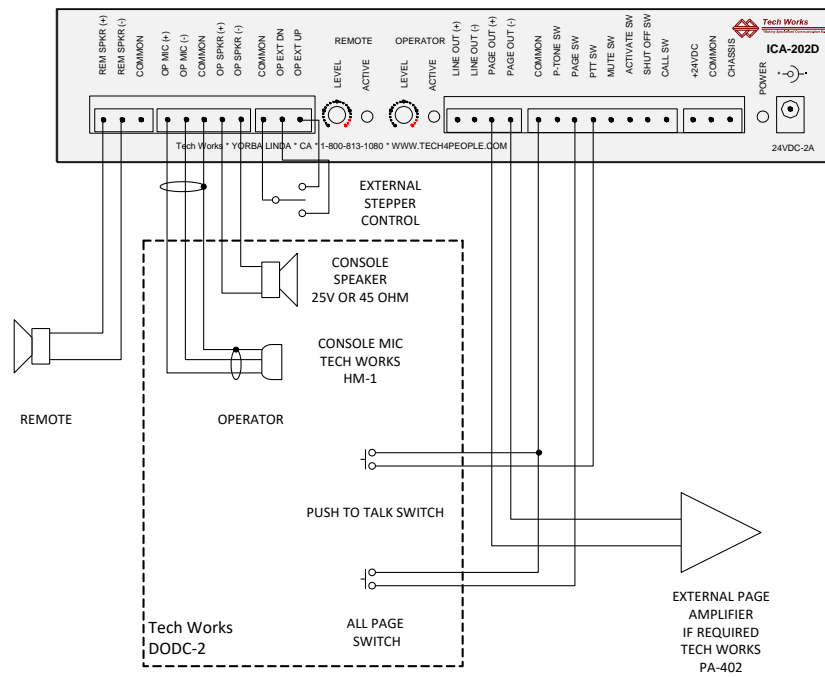 REM SPKR (+)
REM SPKR (-)
COMMON
OP MIC (+)
OP MIC (-)
COMMON
OP SPKR (+)
OP SPKR (-)
COMMON
OP EXT DN
OP EXT UP
REMOTE
LEVEL
ACTIVE
OPERATOR
LEVEL
ACTIVE
LINE OUT (+)
LINE OUT (-)
PAGE OUT (+)
PAGE OUT (-)
COMMON
P-TONE SW
PAGE SW
PTT SW
MUTE SW
ACTIVATE SW
SHUT OFF SW
CALL SW
+24VDC
COMMON
CHASSIS
POWER
Tech Works
ICA-202D
24VDC-2A
Tech Works * YORBA LINDA * CA * 1-800-813-1080 * WWW.TECH4PEOPLE.COM
EXTERNAL
STEPPER
CONTROL
CONSOLE
SPEAKER
25V OR 45 OHM
CONSOLE MIC
TECH WORKS
HM-1
REMOTE
OPERATOR
PUSH TO TALK SWITCH
ALL PAGE
SWITCH
Tech Works
DODC-2
EXTERNAL PAGE
AMPLIFIER
IF REQUIRED
TECH WORKS
PA-402